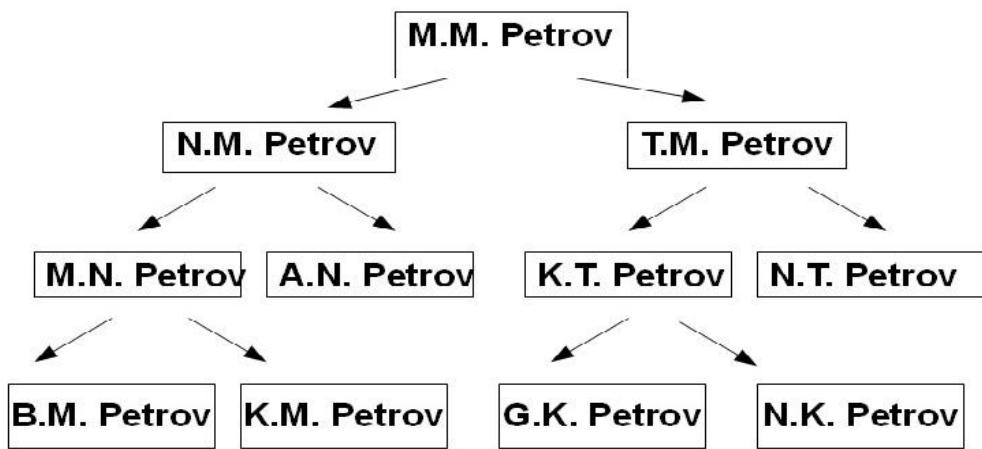 M.M. Petrov
N.M. Petrov
T.M. Petrov
M.N. Petrov
A.N. Petrov
K.T. Petrov
N.T. Petrov
B.M. Petrov
K.M. Petrov
G.K. Petrov
N.K. Petrov